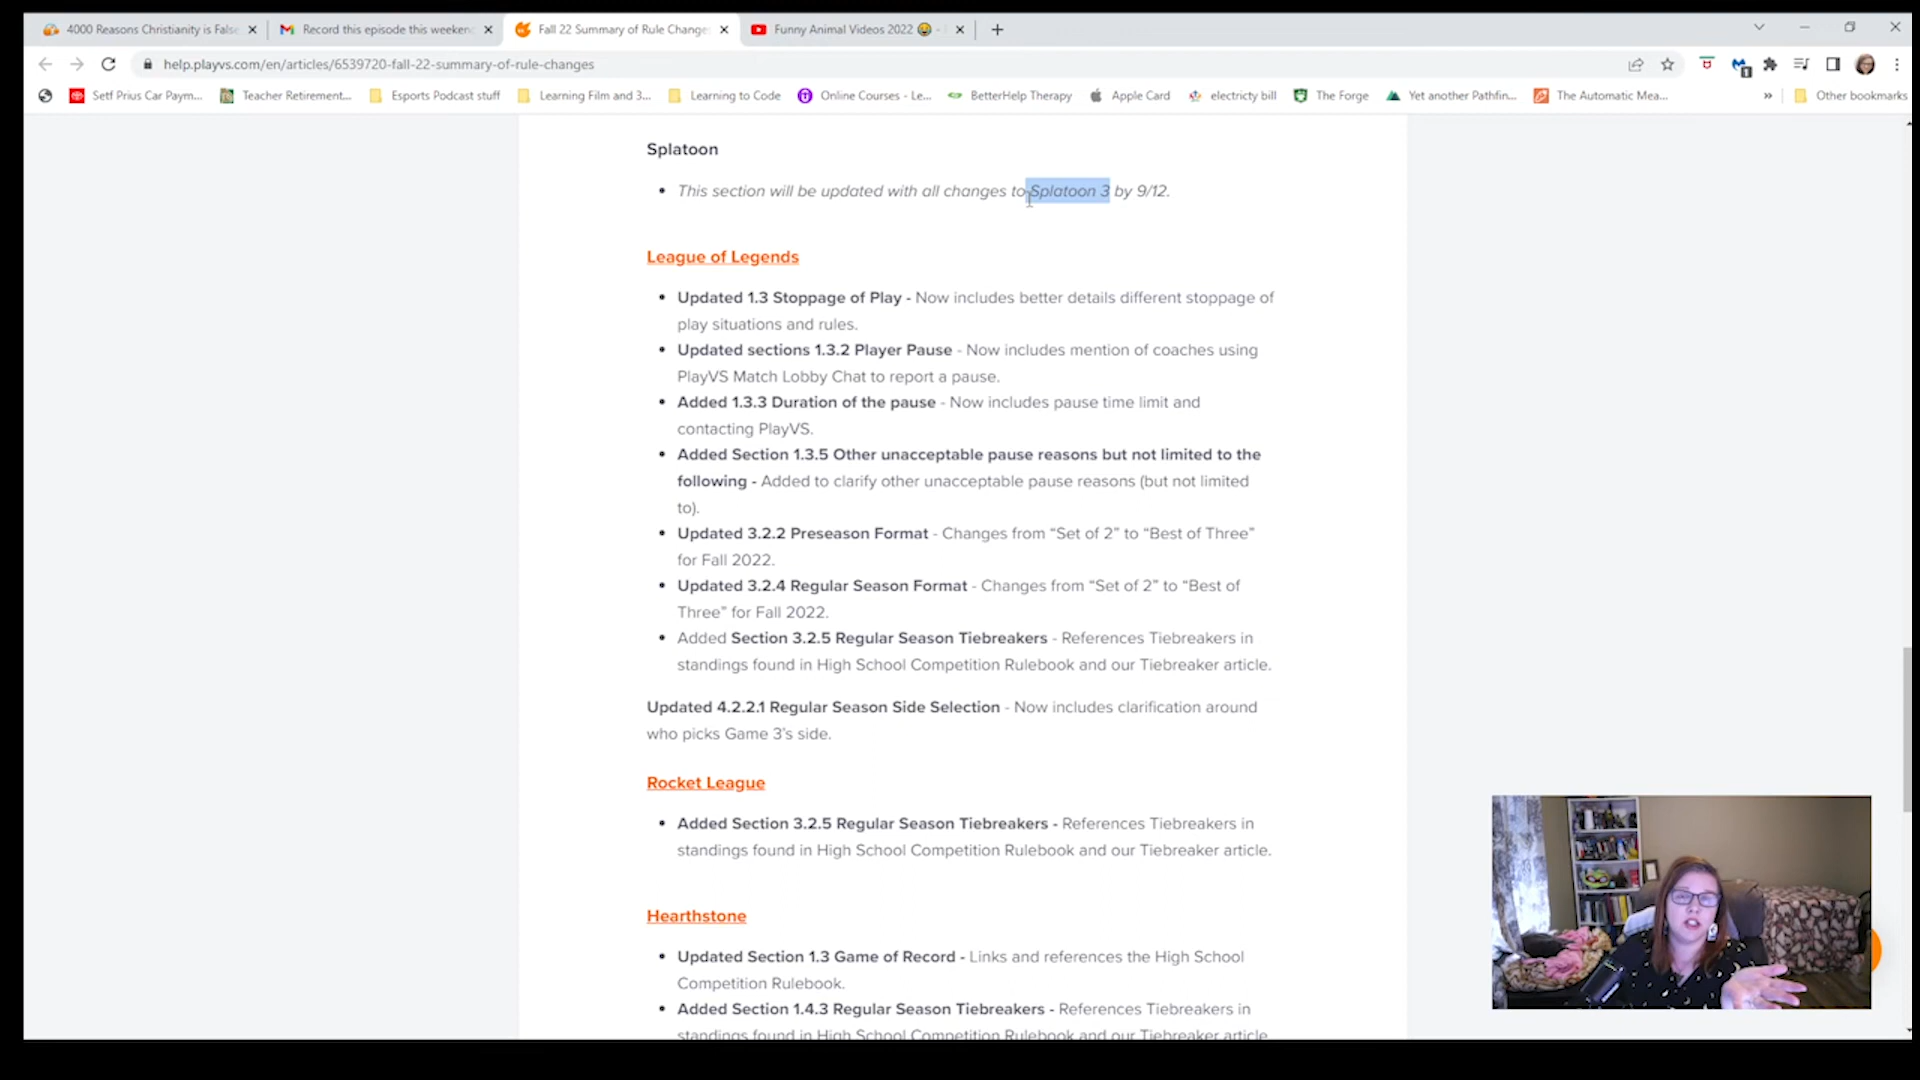 4000 Reasons Christianity is False
Record this episode this weekend
Fall 22 Summary of Rule Changes
Funny Animal Videos 2022 😂 -
help.playvs.com/en/articles/6539720-fall-22-summary-of-rule-changes
Setf Prius Car Paym...
Teacher Retirement...
Esports Podcast stuff
Learning Film and 3...
Learning to Code
Online Courses - Le...
BetterHelp Therapy
Apple Card
electricty bill
The Forge
Yet another Pathfin...
The Automatic Mea...
»
Other bookmarks
Splatoon
• This section will be updated with all changes to Splatoon 3 by 9/12.
League of Legends
• Updated 1.3 Stoppage of Play - Now includes better details different stoppage of
play situations and rules.
• Updated sections 1.3.2 Player Pause - Now includes mention of coaches using
PlayVS Match Lobby Chat to report a pause.
• Added 1.3.3 Duration of the pause - Now includes pause time limit and
contacting PlayVS.
• Added Section 1.3.5 Other unacceptable pause reasons but not limited to the
following - Added to clarify other unacceptable pause reasons (but not limited
to).
• Updated 3.2.2 Preseason Format - Changes from “Set of 2” to “Best of Three”
for Fall 2022.
• Updated 3.2.4 Regular Season Format - Changes from “Set of 2” to “Best of
Three” for Fall 2022.
• Added Section 3.2.5 Regular Season Tiebreakers - References Tiebreakers in
standings found in High School Competition Rulebook and our Tiebreaker article.
Updated 4.2.2.1 Regular Season Side Selection - Now includes clarification around
who picks Game 3's side.
Rocket League
• Added Section 3.2.5 Regular Season Tiebreakers - References Tiebreakers in
standings found in High School Competition Rulebook and our Tiebreaker article.
Hearthstone
• Updated Section 1.3 Game of Record - Links and references the High School
Competition Rulebook.
• Added Section 1.4.3 Regular Season Tiebreakers - References Tiebreakers in
standings found in High School Competition Rulebook and our Tiebreaker article